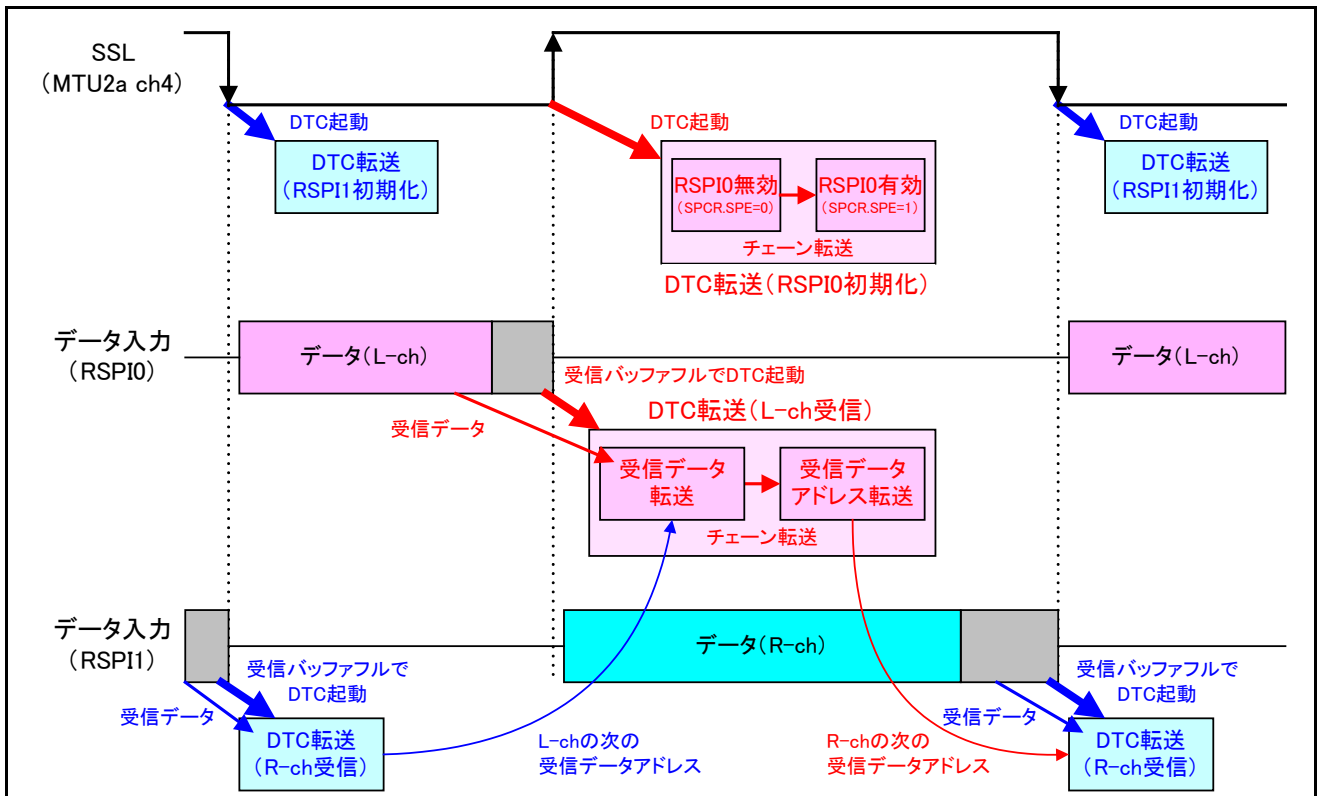 SSL
(MTU2a ch4)
DTC起動
DTC転送
(RSPI1初期化)
DTC起動
RSPI0無効
(SPCR.SPE=0)
RSPI0有効
(SPCR.SPE=1)
チェーン転送
DTC転送(RSPI0初期化)
DTC起動
DTC転送
(RSPI1初期化)
データ入力
(RSPI0)
データ(L-ch)
データ(L-ch)
受信バッファフルでDTC起動
受信データ
DTC転送(L-ch受信)
受信データ
転送
受信データ
アドレス転送
チェーン転送
データ入力
(RSPI1)
データ(R-ch)
受信バッファフルで
DTC起動
受信データ
DTC転送
(R-ch受信)
L-chの次の
受信データアドレス
R-chの次の
受信データアドレス
受信バッファフルで
DTC起動
受信データ
DTC転送
(R-ch受信)